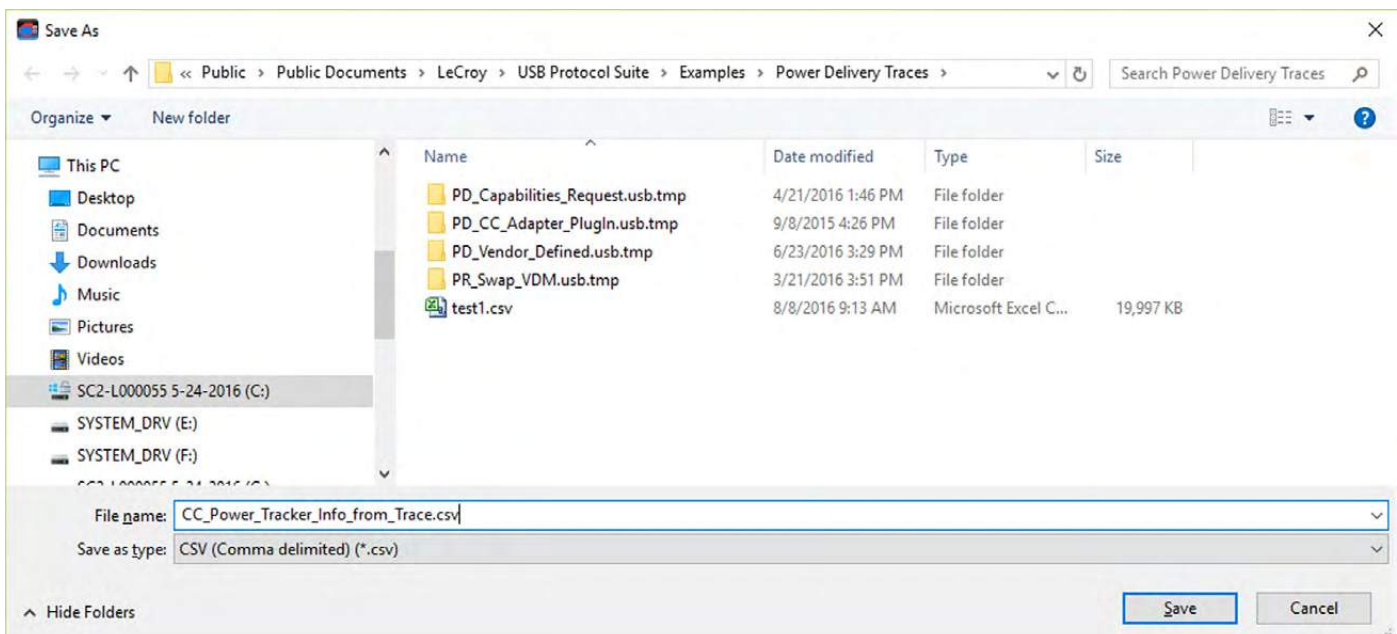 Save As
« Public > Public Documents > LeCroy > USB Protocol Suite > Examples > Power Delivery Traces >
Search Power Delivery Traces
Organize
New folder
This PC
Desktop
Documents
Downloads
Music
Pictures
Videos
SC2-L000055 5-24-2016 (C:)
SYSTEM_DRV (E:)
SYSTEM_DRV (F:)
Name Date modified Type Size
PD_Capabilities_Request.usb.tmp 4/21/2016 1:46 PM File folder
PD_CC_Adapter_PlugIn.usb.tmp 9/8/2015 4:26 PM File folder
PD_Vendor_Defined.usb.tmp 6/23/2016 3:29 PM File folder
PR_Swap_VDM.usb.tmp 3/21/2016 3:51 PM File folder
test1.csv 8/8/2016 9:13 AM Microsoft Excel C... 19,997 KB
File name: CC_Power_Tracker_Info_from_Trace.csv
Save as type: CSV (Comma delimited) (*.csv)
Hide Folders
Save
Cancel